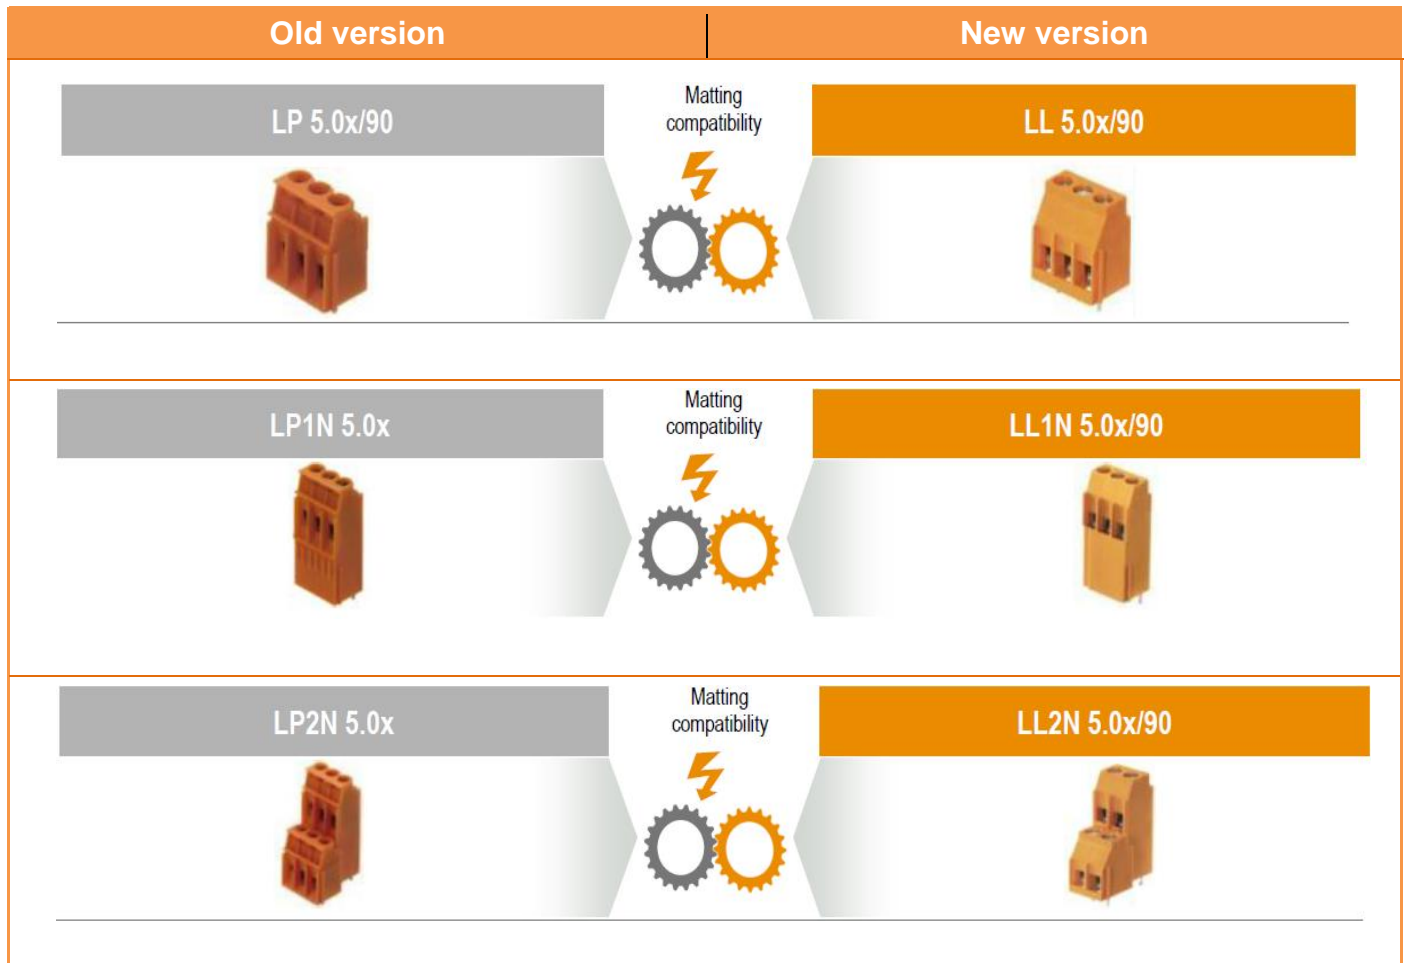 Old version
New version
LP 5.0x/90
Matting
compatibility
LL 5.0x/90
LP1N 5.0x
Matting
compatibility
LL1N 5.0x/90
LP2N 5.0x
Matting
compatibility
LL2N 5.0x/90